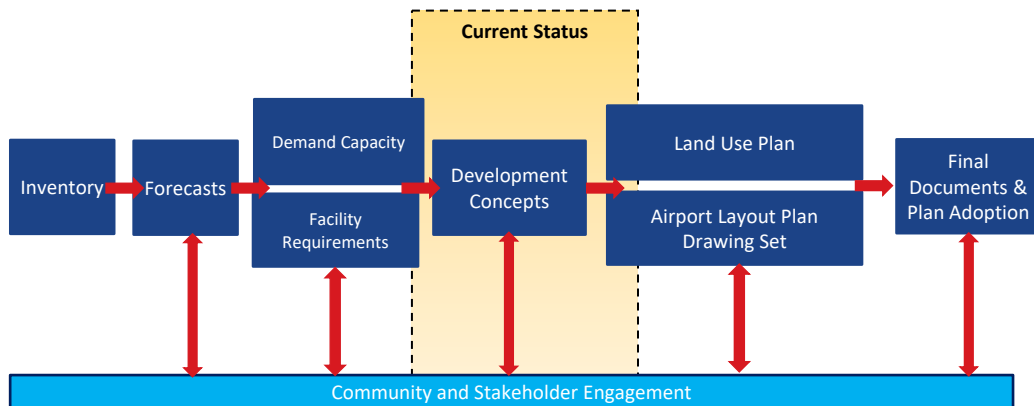 Current Status
Inventory
Forecasts
Demand Capacity
Facility
Requirements
Development
Concepts
Land Use Plan
Airport Layout Plan
Drawing Set
Final
Documents &
Plan Adoption
Community and Stakeholder Engagement